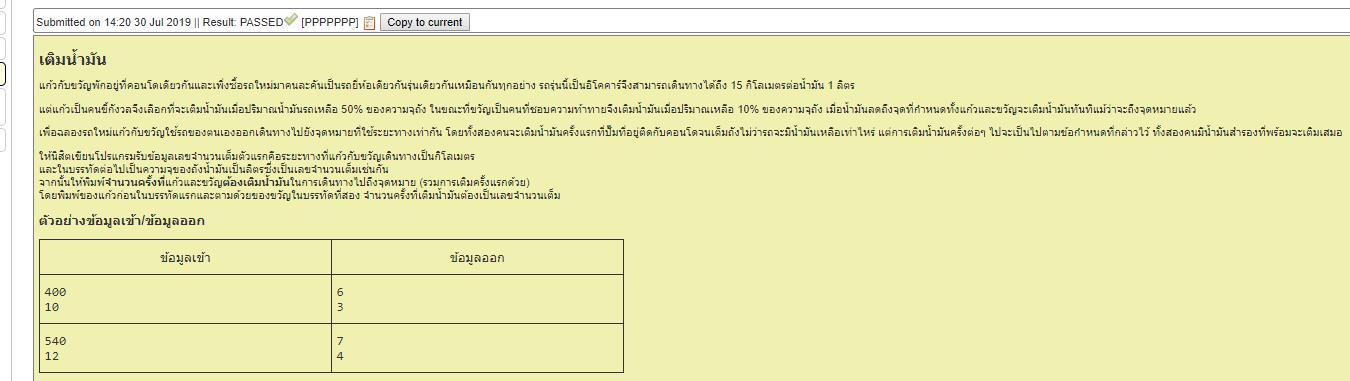 Submitted on 14:20 30 Jul 2019 || Result: PASSED [PPPPPPP] Copy to current
เติมน้ำมัน
แก้วกับขวัญพักอยู่ที่คอนโดเดียวกันและเพิ่งซื้อรถใหม่มาคนละคันเป็นรถยี่ห้อเดียวกันรุ่นเดียวกันเหมือนกันทุกอย่าง รถรุ่นนี้เป็นอีโคคาร์จึงสามารถเดินทางได้ถึง 15 กิโลเมตรต่อน้ำมัน 1 ลิตร
แต่แก้วเป็นคนขี้กังวลจึงเลือกที่จะเติมน้ำมันเมื่อปริมาณน้ำมันรถเหลือ 50% ของความจุถัง ในขณะที่ขวัญเป็นคนที่ชอบความท้าทายจึงเติมน้ำมันเมื่อปริมาณเหลือ 10% ของความจุถัง เมื่อน้ำมันลดถึงจุดที่กำหนดทั้งแก้วและขวัญจะเติมน้ำมันทันทีแม้ว่าจะถึงจุดหมายแล้ว
เพื่อฉลองรถใหม่แก้วกับขวัญใช้รถของตนเองออกเดินทางไปยังจุดหมายที่ใช้ระยะทางเท่ากัน โดยทั้งสองคนจะเติมน้ำมันครั้งแรกที่ปั๊มที่อยู่ติดกับคอนโดจนเต็มถังไม่ว่ารถจะมีน้ำมันเหลือเท่าไหร่ แต่การเติมน้ำมันครั้งต่อๆ ไปจะเป็นไปตามข้อกำหนดที่กล่าวไว้ ทั้งสองคนมีน้ำมันสำรองที่พร้อมจะเติมเสมอ
ให้นิสิตเขียนโปรแกรมรับข้อมูลเลขจำนวนเต็มตัวแรกคือระยะทางที่แก้วกับขวัญเดินทางเป็นกิโลเมตร
และในบรรทัดต่อไปเป็นความจุของถังน้ำมันเป็นลิตรซึ่งเป็นเลขจำนวนเต็มเช่นกัน
จากนั้นให้พิมพ์จำนวนครั้งที่แก้วและขวัญต้องเติมน้ำมันในการเดินทางไปถึงจุดหมาย (รวมการเติมครั้งแรกด้วย)
โดยพิมพ์ของแก้วก่อนในบรรทัดแรกและตามด้วยของขวัญในบรรทัดที่สอง จำนวนครั้งที่เติมน้ำมันต้องเป็นเลขจำนวนเต็ม
ตัวอย่างข้อมูลเข้า/ข้อมูลออก
ข้อมูลเข้า ข้อมูลออก
400 6
10 3
540 7
12 4